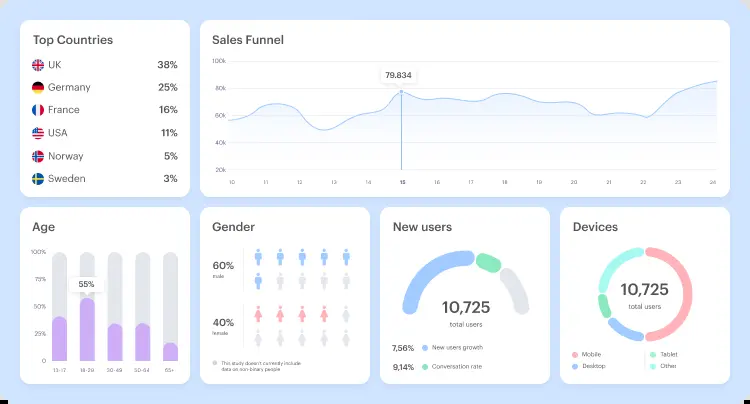 Top Countries
UK 38%
Germany 25%
France 16%
USA 11%
Norway 5%
Sweden 3%
Sales Funnel
79.834
100k
80k
60k
40k
20k
10 11 12 13 14 15 16 17 18 19 20 21 22 23 24
Age
100%
75%
55%
50%
25%
0
13-17 18-29 30-49 50-64 65+
Gender
60%
male
40%
female
This study doesn't currently include
data on non-binary people
New users
10,725
total users
7,56% New users growth
9,14% Conversation rate
Devices
10,725
total users
Mobile Tablet
Desktop Other